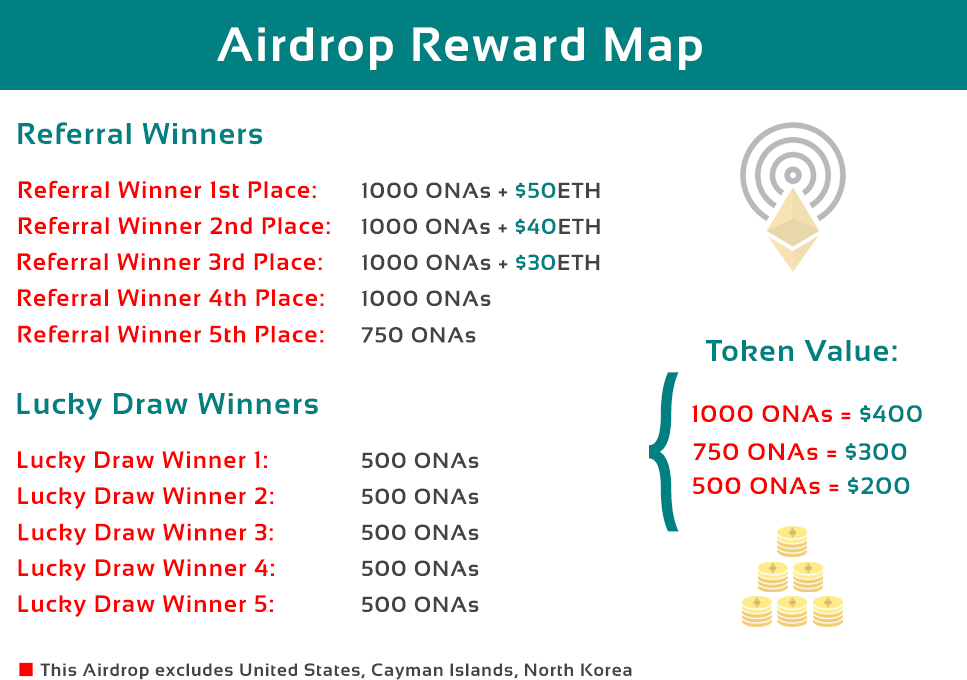 Airdrop Reward Map
Referral Winners
Referral Winner 1st Place: 1000 ONAs + $50ETH
Referral Winner 2nd Place: 1000 ONAs + $40ETH
Referral Winner 3rd Place: 1000 ONAs + $30ETH
Referral Winner 4th Place: 1000 ONAs
Referral Winner 5th Place: 750 ONAs
Lucky Draw Winners
Lucky Draw Winner 1: 500 ONAs
Lucky Draw Winner 2: 500 ONAs
Lucky Draw Winner 3: 500 ONAs
Lucky Draw Winner 4: 500 ONAs
Lucky Draw Winner 5: 500 ONAs
Token Value:
1000 ONAs = $400
750 ONAs = $300
500 ONAs = $200
This Airdrop excludes United States, Cayman Islands, North Korea